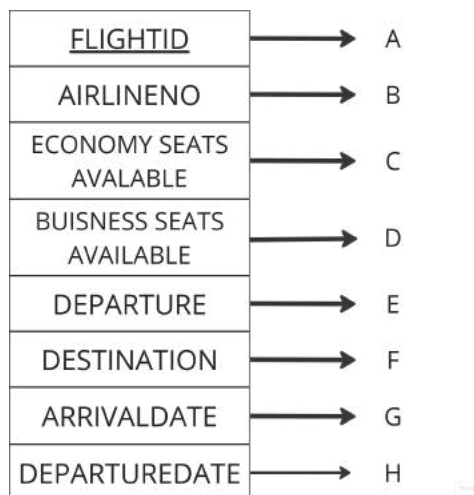 FLIGHTID A
AIRLINENO B
ECONOMY SEATS
AVALABLE C
BUISNESS SEATS
AVAILABLE D
DEPARTURE E
DESTINATION F
ARRIVALDATE G
DEPARTUREDATE H